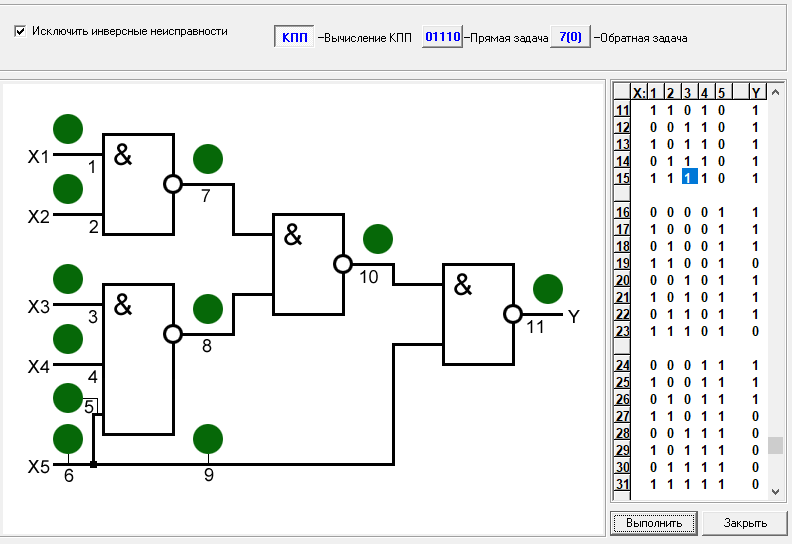 Исключить инверсные неисправности
КПП –Вычисление КПП 01110 –Прямая задача 7(0) –Обратная задача
X1
1
&
7
X2
2
&
10
X3
3
&
8
X4
4
5
X5
6
9
&
11
Y
X: 1 2 3 4 5 Y
11 1 1 0 1 0 1
12 0 0 1 1 0 1
13 1 0 1 1 0 1
14 0 1 1 1 0 1
15 1 1 1 1 0 1
16 0 0 0 0 1 1
17 1 0 0 0 1 1
18 0 1 0 0 1 1
19 1 1 0 0 1 0
20 0 0 1 0 1 1
21 1 0 1 0 1 1
22 0 1 1 0 1 1
23 1 1 1 0 1 0
24 0 0 0 1 1 1
25 1 0 0 1 1 1
26 0 1 0 1 1 1
27 1 1 0 1 1 0
28 0 0 1 1 1 0
29 1 0 1 1 1 0
30 0 1 1 1 1 0
31 1 1 1 1 1 0
Выполнить Закрыть